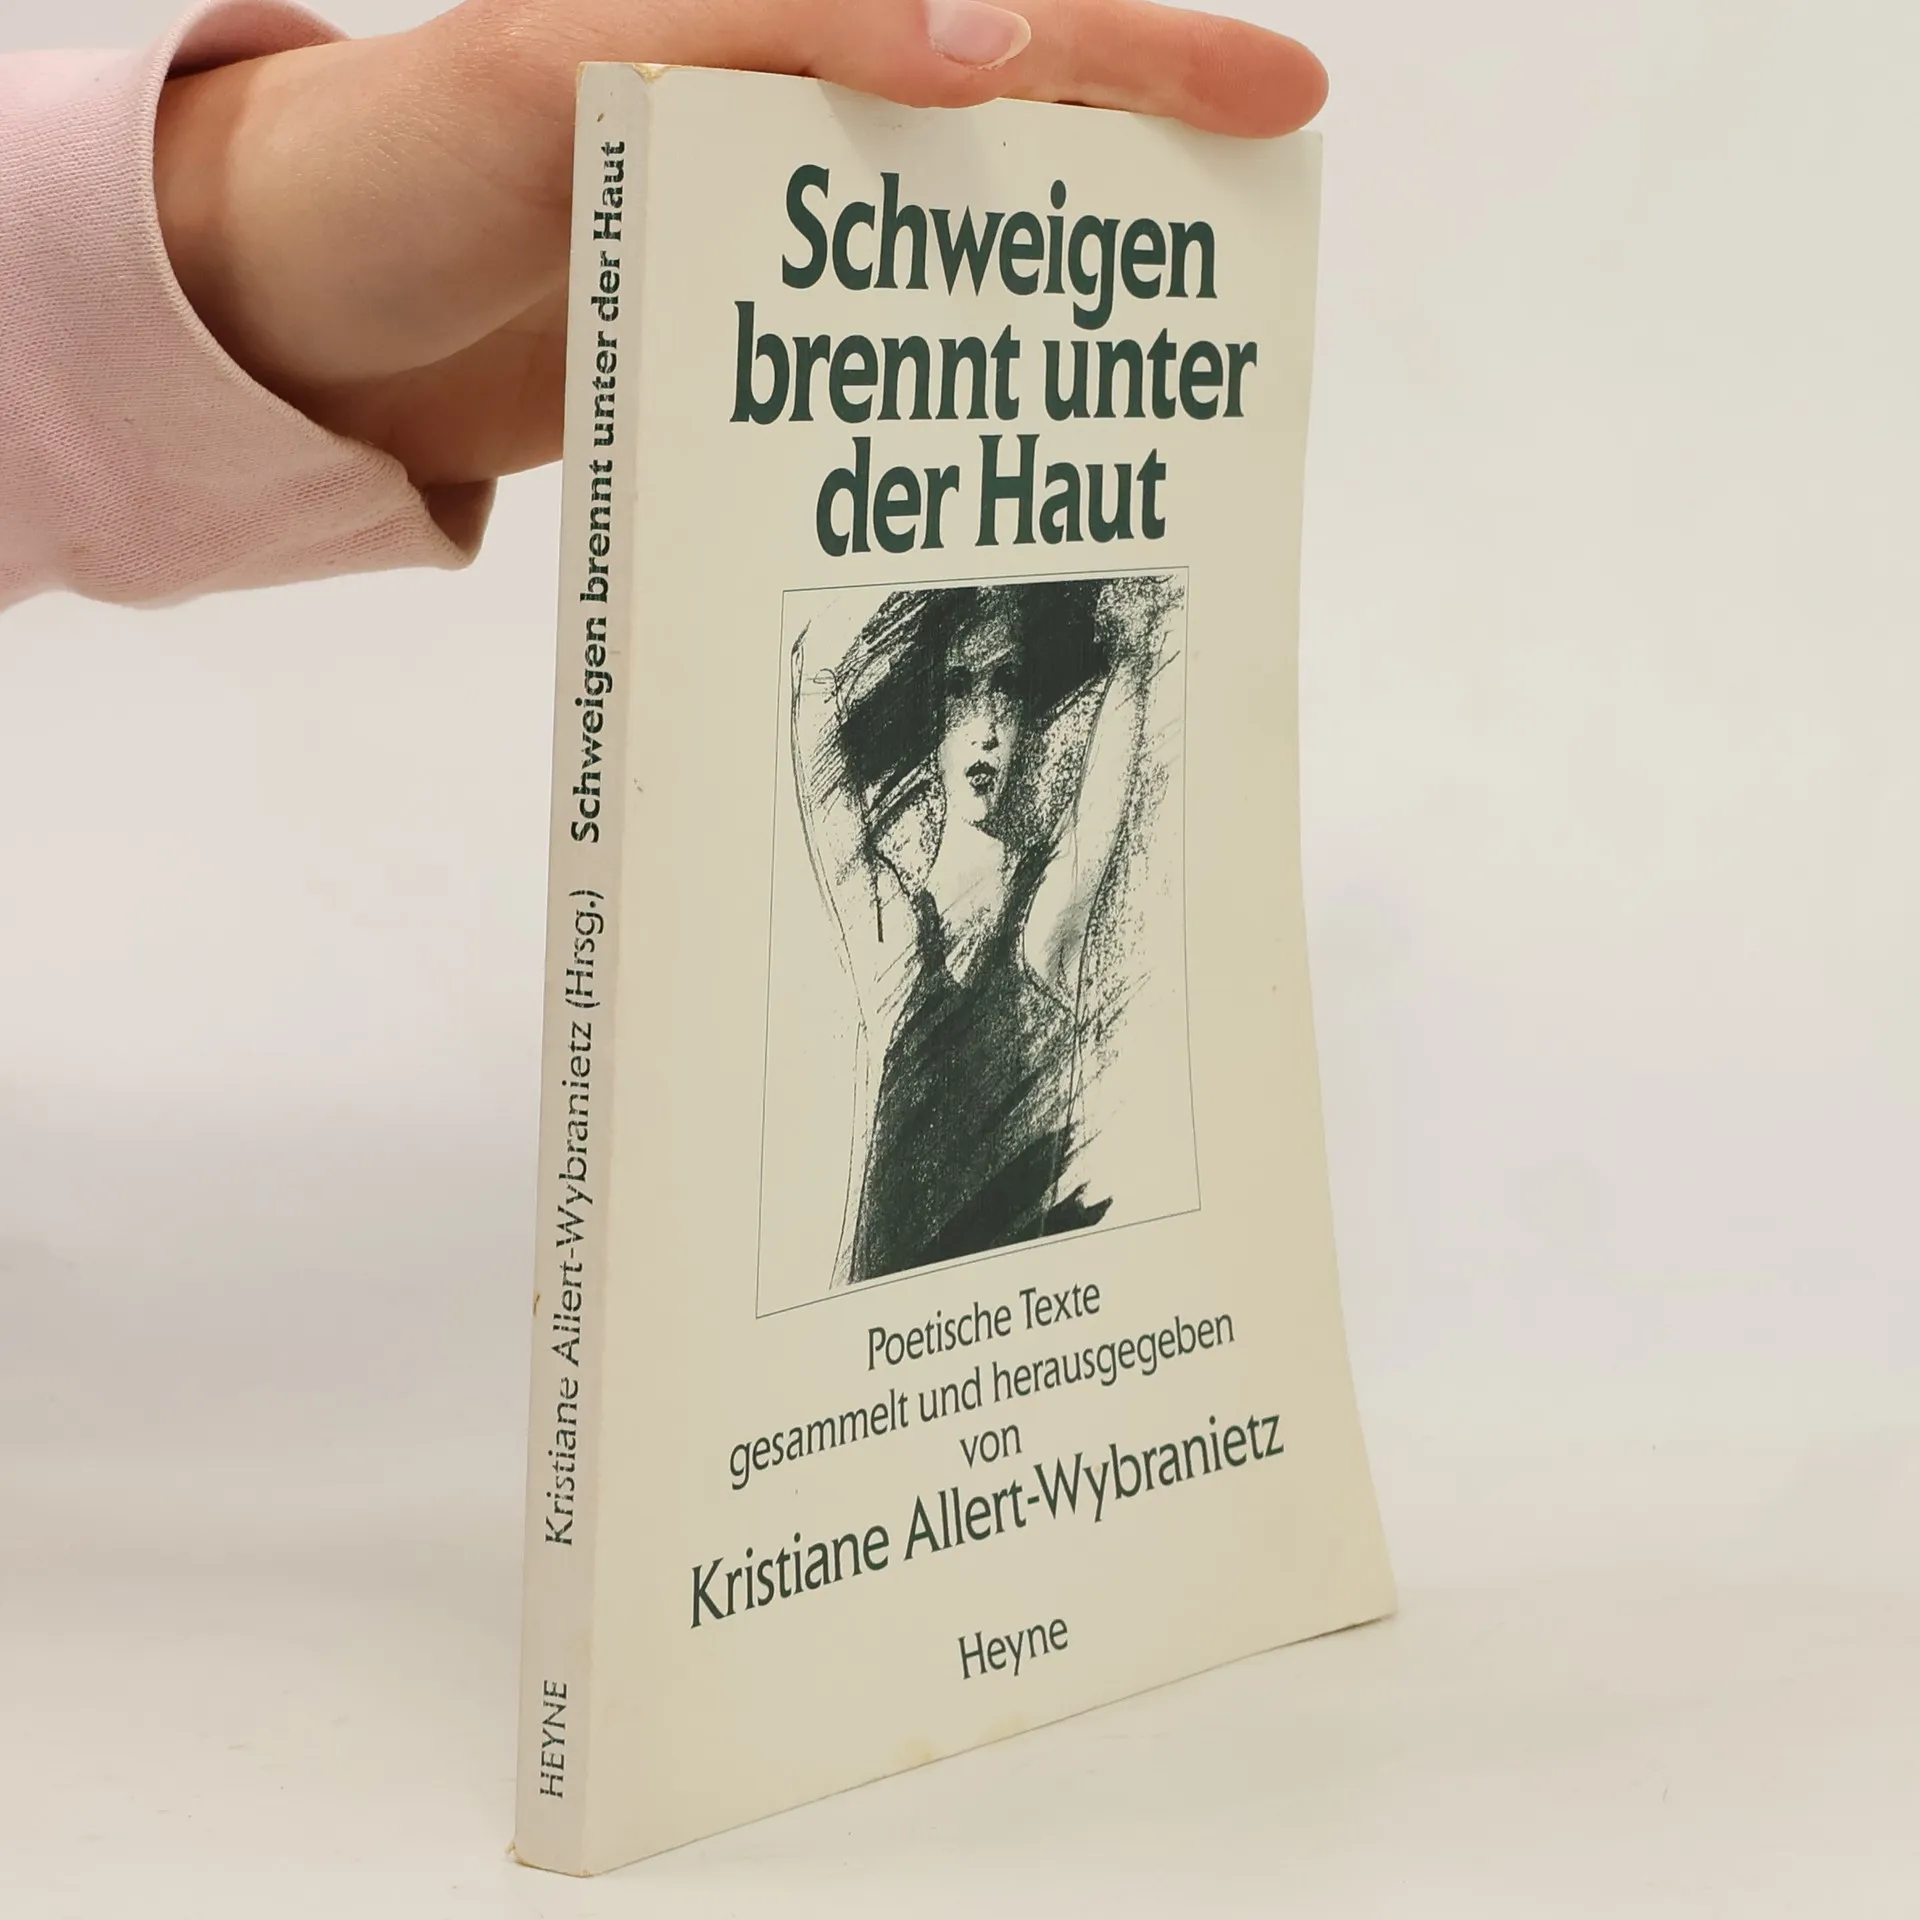 Schweigen
brennt unter
der Haut
Poetische Texte
gesammelt und herausgegeben
von
Kristiane Allert-Wybranietz
Heyne
HEYNE Kristiane Allert-Wybranietz (Hrsg.) Schweigen brennt unter der Haut